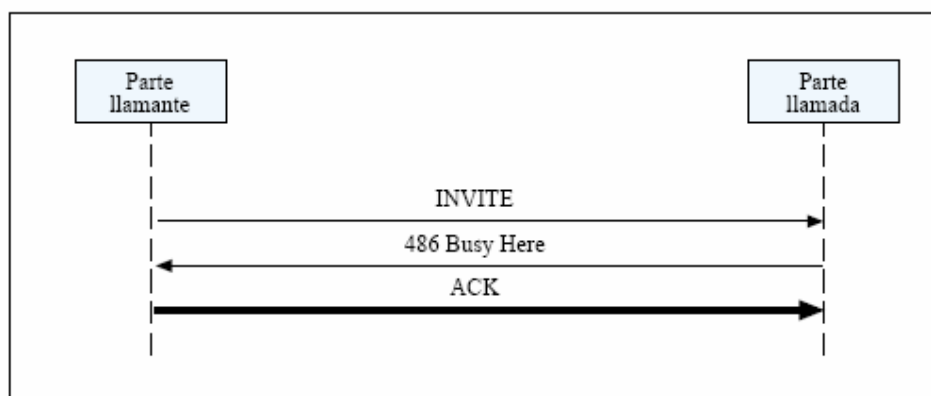 Parte
llamante
Parte
llamada
INVITE
486 Busy Here
ACK